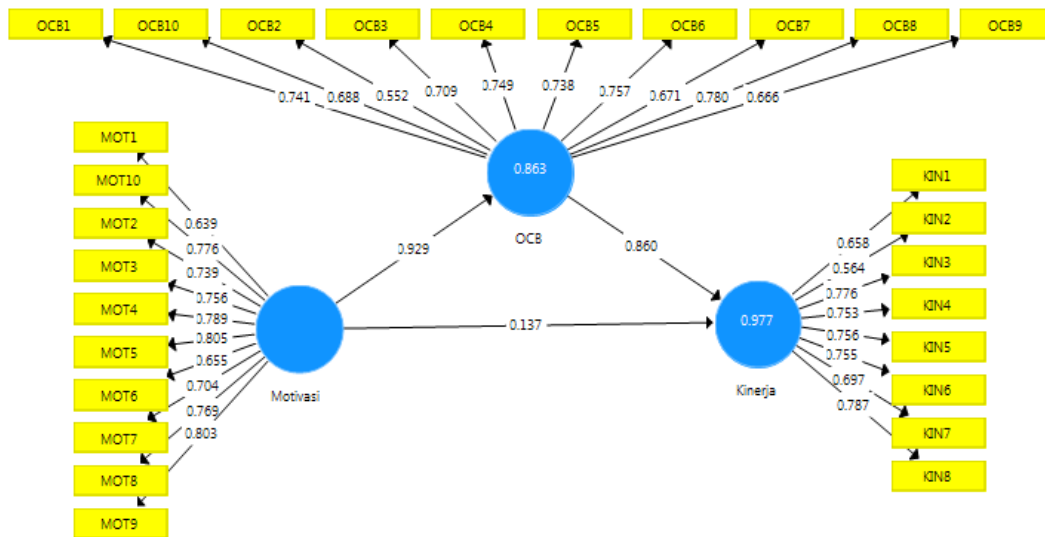 OCB1 OCB10 OCB2 OCB3 OCB4 OCB5 OCB6 OCB7 OCB8 OCB9
0.741 0.688 0.552 0.709 0.749 0.738 0.757 0.671 0.780 0.666
0.863
OCB
MOT1
MOT10
MOT2
MOT3
MOT4
MOT5
MOT6
MOT7
MOT8
MOT9
0.639
0.776
0.739
0.756
0.789
0.805
0.655
0.704
0.769
0.803
Motivasi
0.929
0.860
0.137
0.977
Kinerja
0.658
0.564
0.776
0.753
0.756
0.755
0.697
0.787
KIN1
KIN2
KIN3
KIN4
KIN5
KIN6
KIN7
KIN8